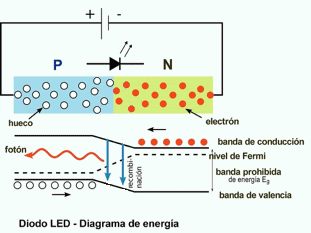 + -
P N
hueco electrón
banda de conducción
fotón nivel de Fermi
recombi-
nación
banda prohibida
de energía Eg
banda de valencia
Diodo LED - Diagrama de energía